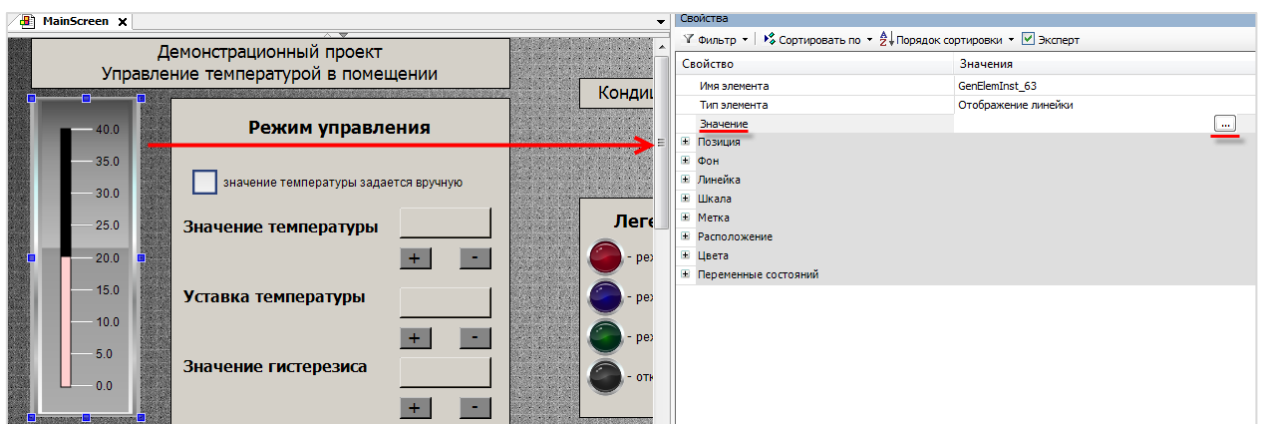 MainScreen x
Демонстрационный проект
Управление температурой в помещении
40.0
35.0
30.0
25.0
20.0
15.0
10.0
5.0
0.0
Режим управления
значение температуры задается вручную
Значение температуры
+ -
Уставка температуры
+ -
Значение гистерезиса
+ -
Кондиц
Леге
- реж
- реж
- реж
- отк
Свойства
Фильтр Сортировать по Порядок сортировки Эксперт
Свойство Значения
Имя элемента GenElemInst_63
Тип элемента Отображение линейки
Значение ...
Позиция
Фон
Линейка
Шкала
Метка
Расположение
Цвета
Переменные состояний